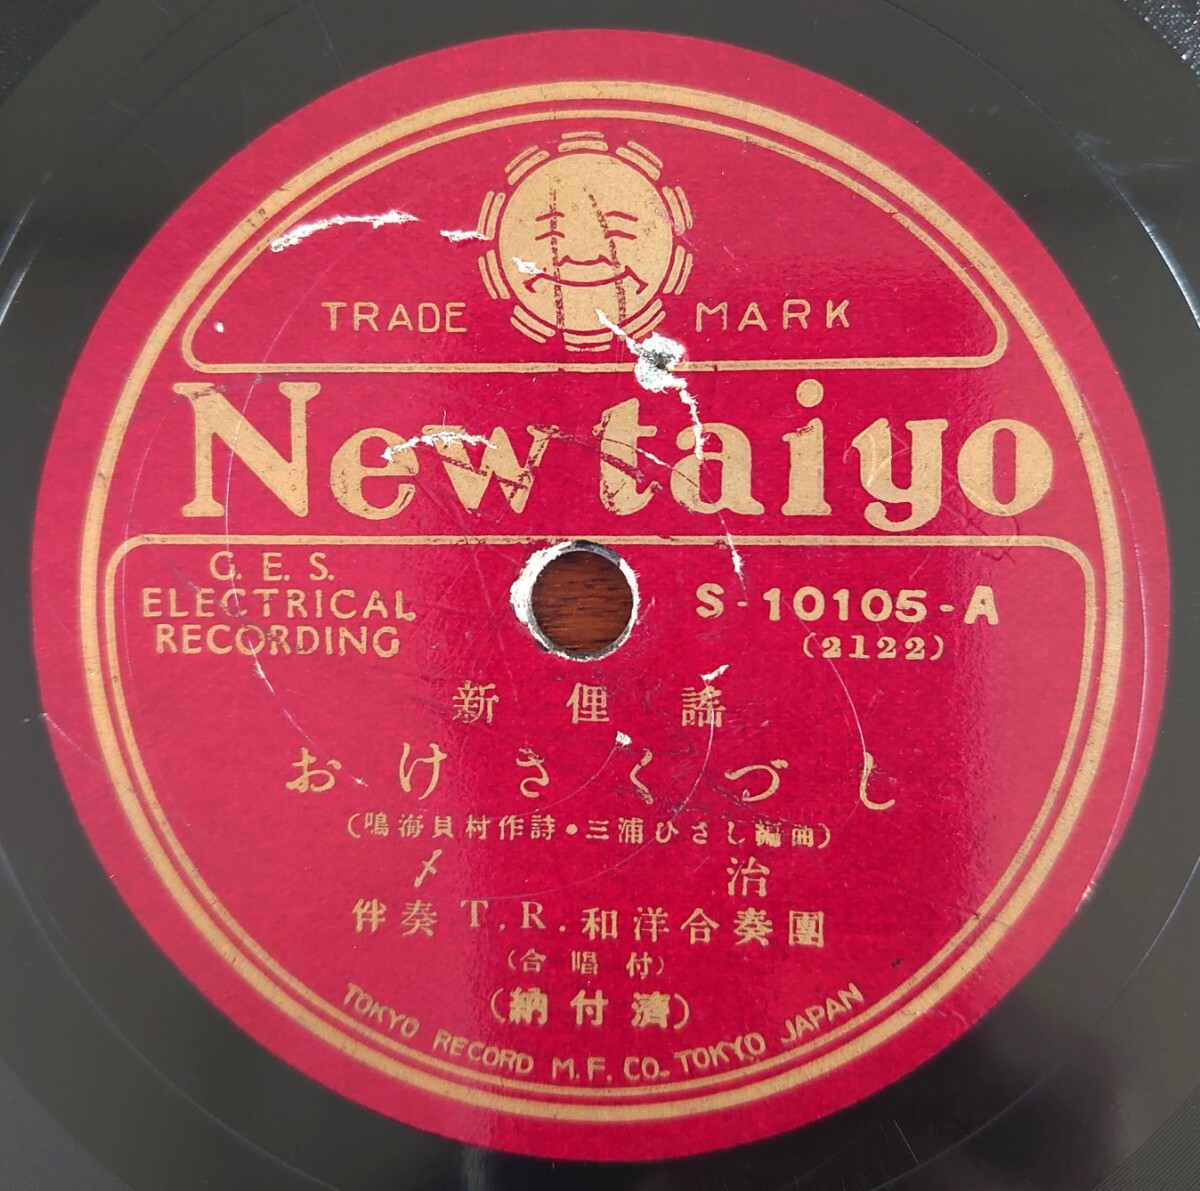 TRADE MARK
New taiyo
G. E. S.
ELECTRICAL
RECORDING
S-10105-A
(2122)
新俚謡
おけさくづし
(鳴海貝村作詩・三浦ひさし編曲)
〆治
伴奏 T.R.和洋合奏團
(合唱付)
(納付濟)
TOKYO RECORD M.F. CO. TOKYO JAPAN